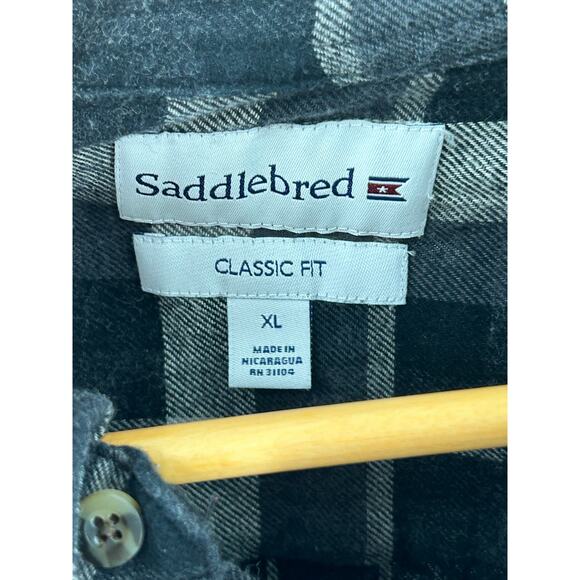 Saddlebred
CLASSIC FIT
XL
MADE IN
NICARAGUA
RN 31104